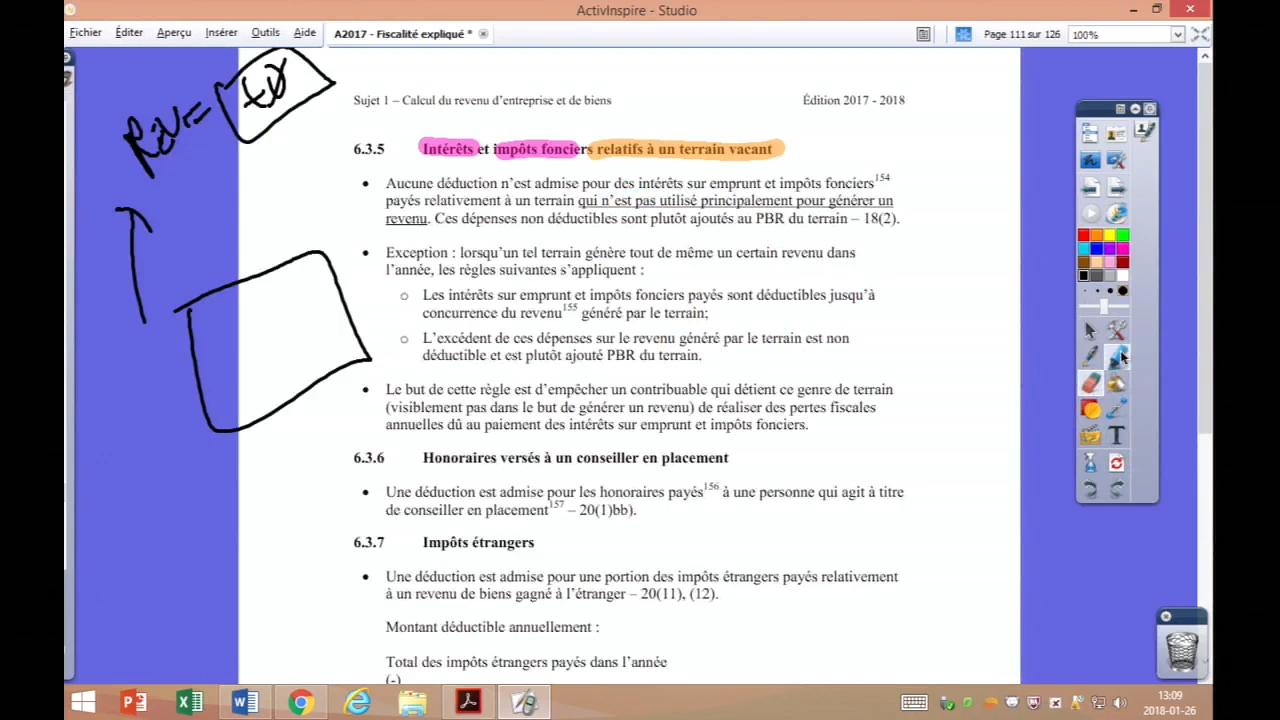 ActivInspire - Studio
Fichier Éditer Aperçu Insérer Outils Aide
A2017 - Fiscalité expliqué *
Page 111 sur 126
100%
Sujet 1 – Calcul du revenu d’entreprise et de biens
Édition 2017 - 2018
6.3.5 Intérêts et impôts fonciers relatifs à un terrain vacant
• Aucune déduction n’est admise pour des intérêts sur emprunt et impôts fonciers154
payés relativement à un terrain qui n’est pas utilisé principalement pour générer un
revenu. Ces dépenses non déductibles sont plutôt ajoutés au PBR du terrain – 18(2).
• Exception : lorsqu’un tel terrain génère tout de même un certain revenu dans
l’année, les règles suivantes s’appliquent :
o Les intérêts sur emprunt et impôts fonciers payés sont déductibles jusqu’à
concurrence du revenu155 généré par le terrain;
o L’excédent de ces dépenses sur le revenu généré par le terrain est non
déductible et est plutôt ajouté PBR du terrain.
• Le but de cette règle est d’empêcher un contribuable qui détient ce genre de terrain
(visiblement pas dans le but de générer un revenu) de réaliser des pertes fiscales
annuelles dû au paiement des intérêts sur emprunt et impôts fonciers.
6.3.6 Honoraires versés à un conseiller en placement
• Une déduction est admise pour les honoraires payés156 à une personne qui agit à titre
de conseiller en placement157 – 20(1)bb).
6.3.7 Impôts étrangers
• Une déduction est admise pour une portion des impôts étrangers payés relativement
à un revenu de biens gagné à l’étranger – 20(11), (12).
Montant déductible annuellement :
Total des impôts étrangers payés dans l’année
(-)
13:09
2018-01-26